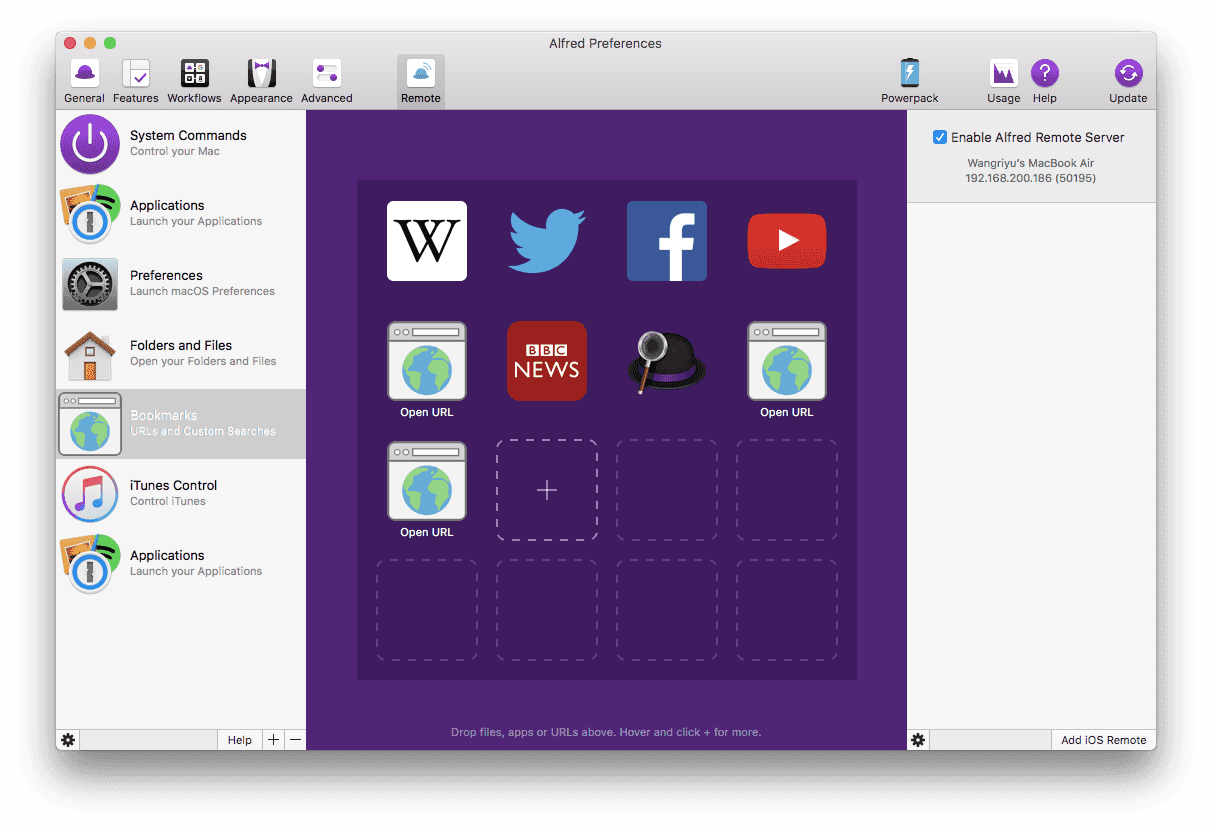 Alfred Preferences
General Features Workflows Appearance Advanced Remote Powerpack Usage Help Update
System Commands
Control your Mac
Applications
Launch your Applications
Preferences
Launch macOS Preferences
Folders and Files
Open your Folders and Files
Bookmarks
URLs and Custom Searches
iTunes Control
Control iTunes
Applications
Launch your Applications
Help + −
W
f
BBC
NEWS
Open URL
Open URL
Open URL
Drop files, apps or URLs above. Hover and click + for more.
Enable Alfred Remote Server
Wangriyu's MacBook Air
192.168.200.186 (50195)
Add iOS Remote